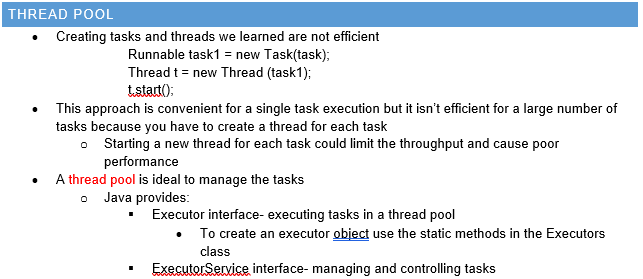 THREAD POOL
• Creating tasks and threads we learned are not efficient
Runnable task1 = new Task(task);
Thread t = new Thread (task1);
t.start();
• This approach is convenient for a single task execution but it isn't efficient for a large number of
tasks because you have to create a thread for each task
o Starting a new thread for each task could limit the throughput and cause poor
performance
• A thread pool is ideal to manage the tasks
o Java provides:
▪ Executor interface- executing tasks in a thread pool
• To create an executor object use the static methods in the Executors
class
▪ ExecutorService interface- managing and controlling tasks